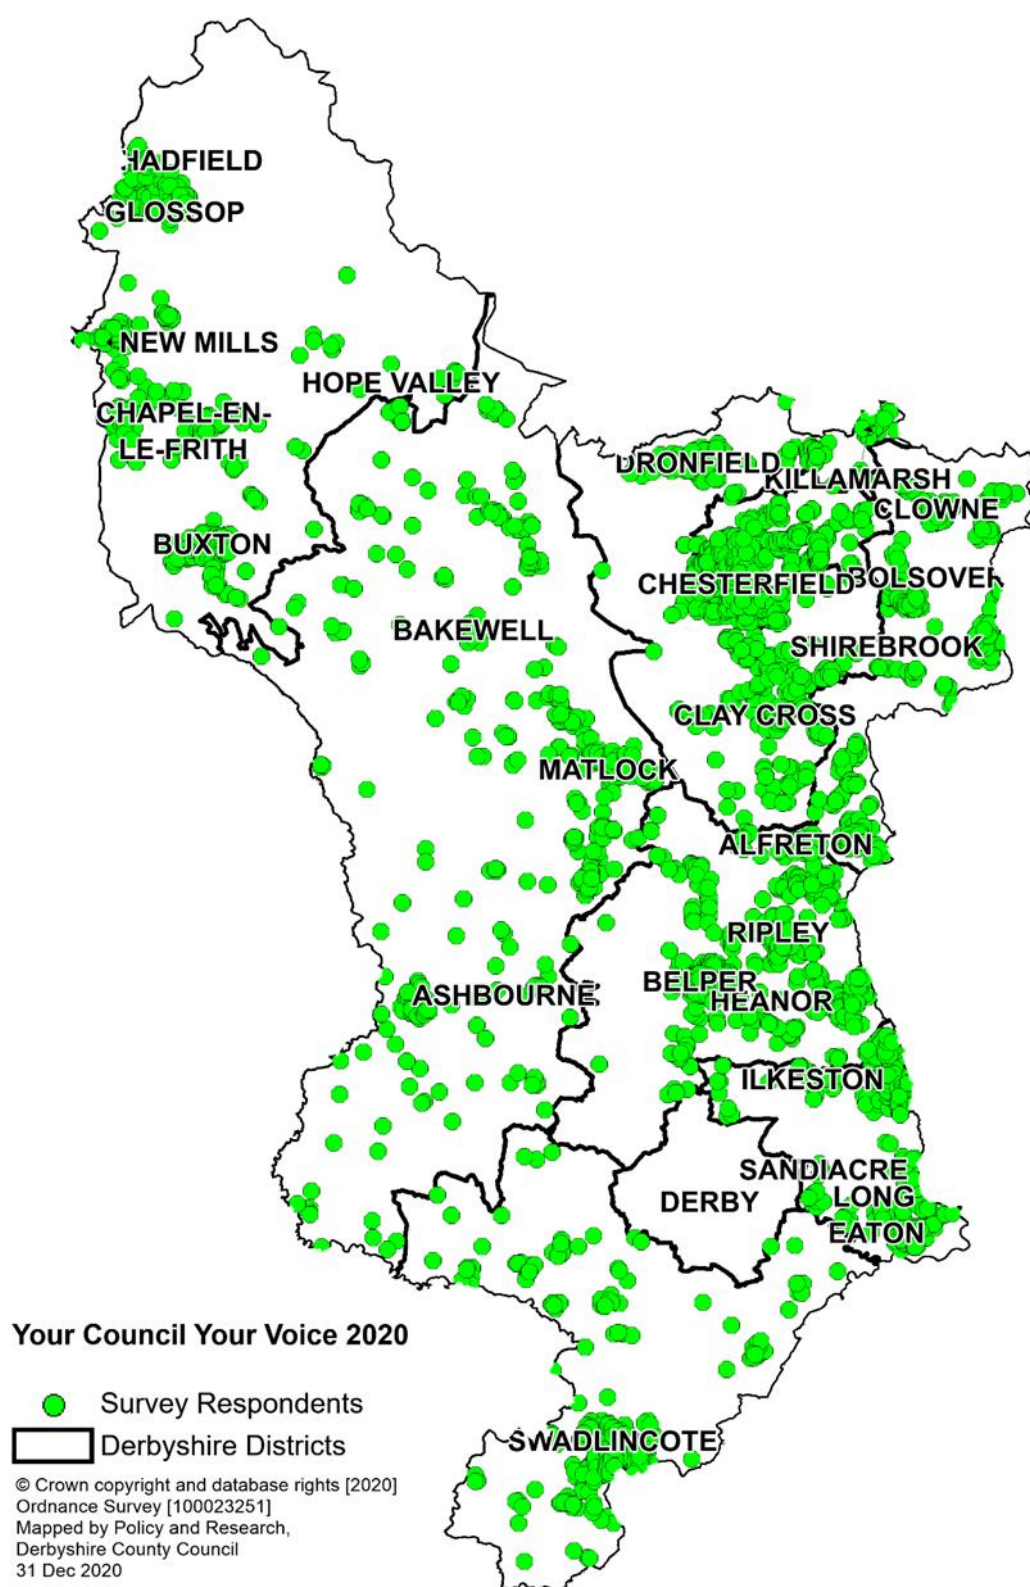 HADFIELD
GLOSSOP
NEW MILLS
HOPE VALLEY
CHAPEL-EN-
LE-FRITH
DRONFIELD
KILLAMARSH
CLOWNE
BUXTON
CHESTERFIELD
BOLSOVER
BAKEWELL
SHIREBROOK
CLAY CROSS
MATLOCK
ALFRETON
RIPLEY
BELPER
HEANOR
ASHBOURNE
ILKESTON
SANDIACRE
DERBY
LONG
EATON
Your Council Your Voice 2020
Survey Respondents
Derbyshire Districts
SWADLINCOTE
© Crown copyright and database rights [2020]
Ordnance Survey [100023251]
Mapped by Policy and Research,
Derbyshire County Council
31 Dec 2020